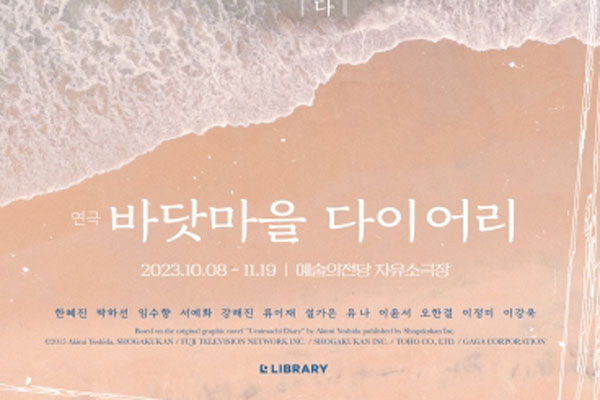 다
연극 바닷마을 다이어리
2023.10.08 - 11.19 | 예술의전당 자유소극장
한혜진 박하선 임수향 서예화 강해진 류이재 설가은 유나 이윤서 오한결 이정미 이강욱
Based on the original graphic novel "Umimachi Diary" by Akimi Yoshida published by Shogakukan Inc.
©2015 Akimi Yoshida, SHOGAKUKAN / FUJI TELEVISION NETWORK INC. / SHOGAKUKAN INC. / TOHO CO., LTD. / GAGA CORPORATION
LIBRARY